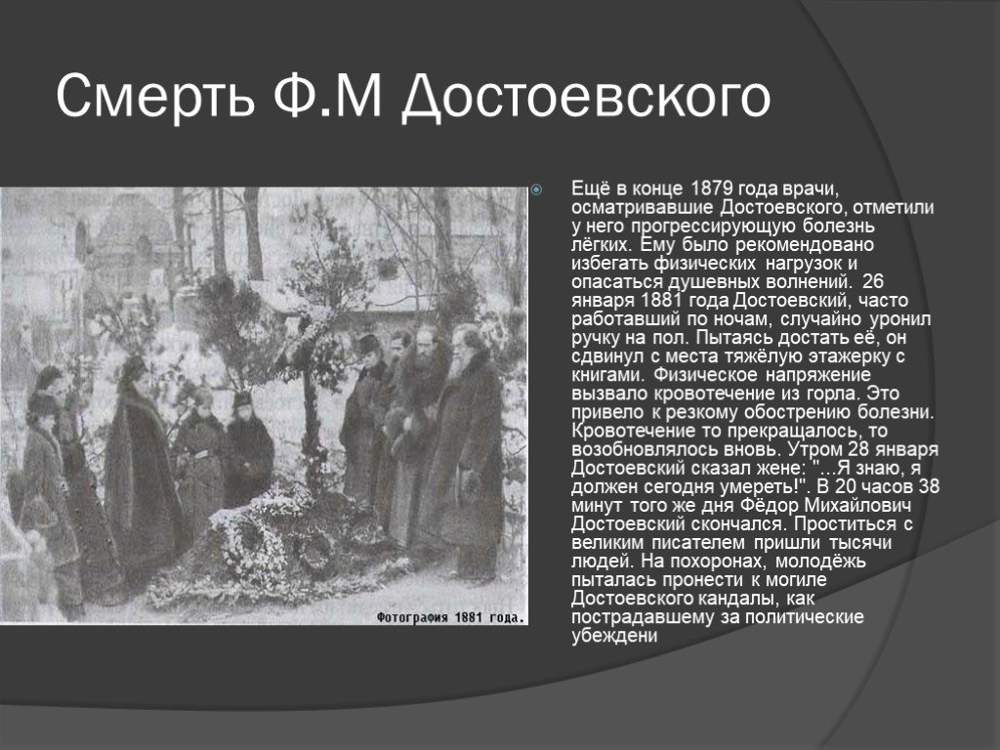 Смерть Ф.М Достоевского
Ещё в конце 1879 года врачи,
осматривавшие Достоевского, отметили
у него прогрессирующую болезнь
лёгких. Ему было рекомендовано
избегать физических нагрузок и
опасаться душевных волнений. 26
января 1881 года Достоевский, часто
работавший по ночам, случайно уронил
ручку на пол. Пытаясь достать её, он
сдвинул с места тяжёлую этажерку с
книгами. Физическое напряжение
вызвало кровотечение из горла. Это
привело к резкому обострению болезни.
Кровотечение то прекращалось, то
возобновлялось вновь. Утром 28 января
Достоевский сказал жене: "...Я знаю, я
должен сегодня умереть!". В 20 часов 38
минут того же дня Фёдор Михайлович
Достоевский скончался. Проститься с
великим писателем пришли тысячи
людей. На похоронах, молодёжь
пыталась пронести к могиле
Достоевского кандалы, как
пострадавшему за политические
убеждени
Фотография 1881 года.